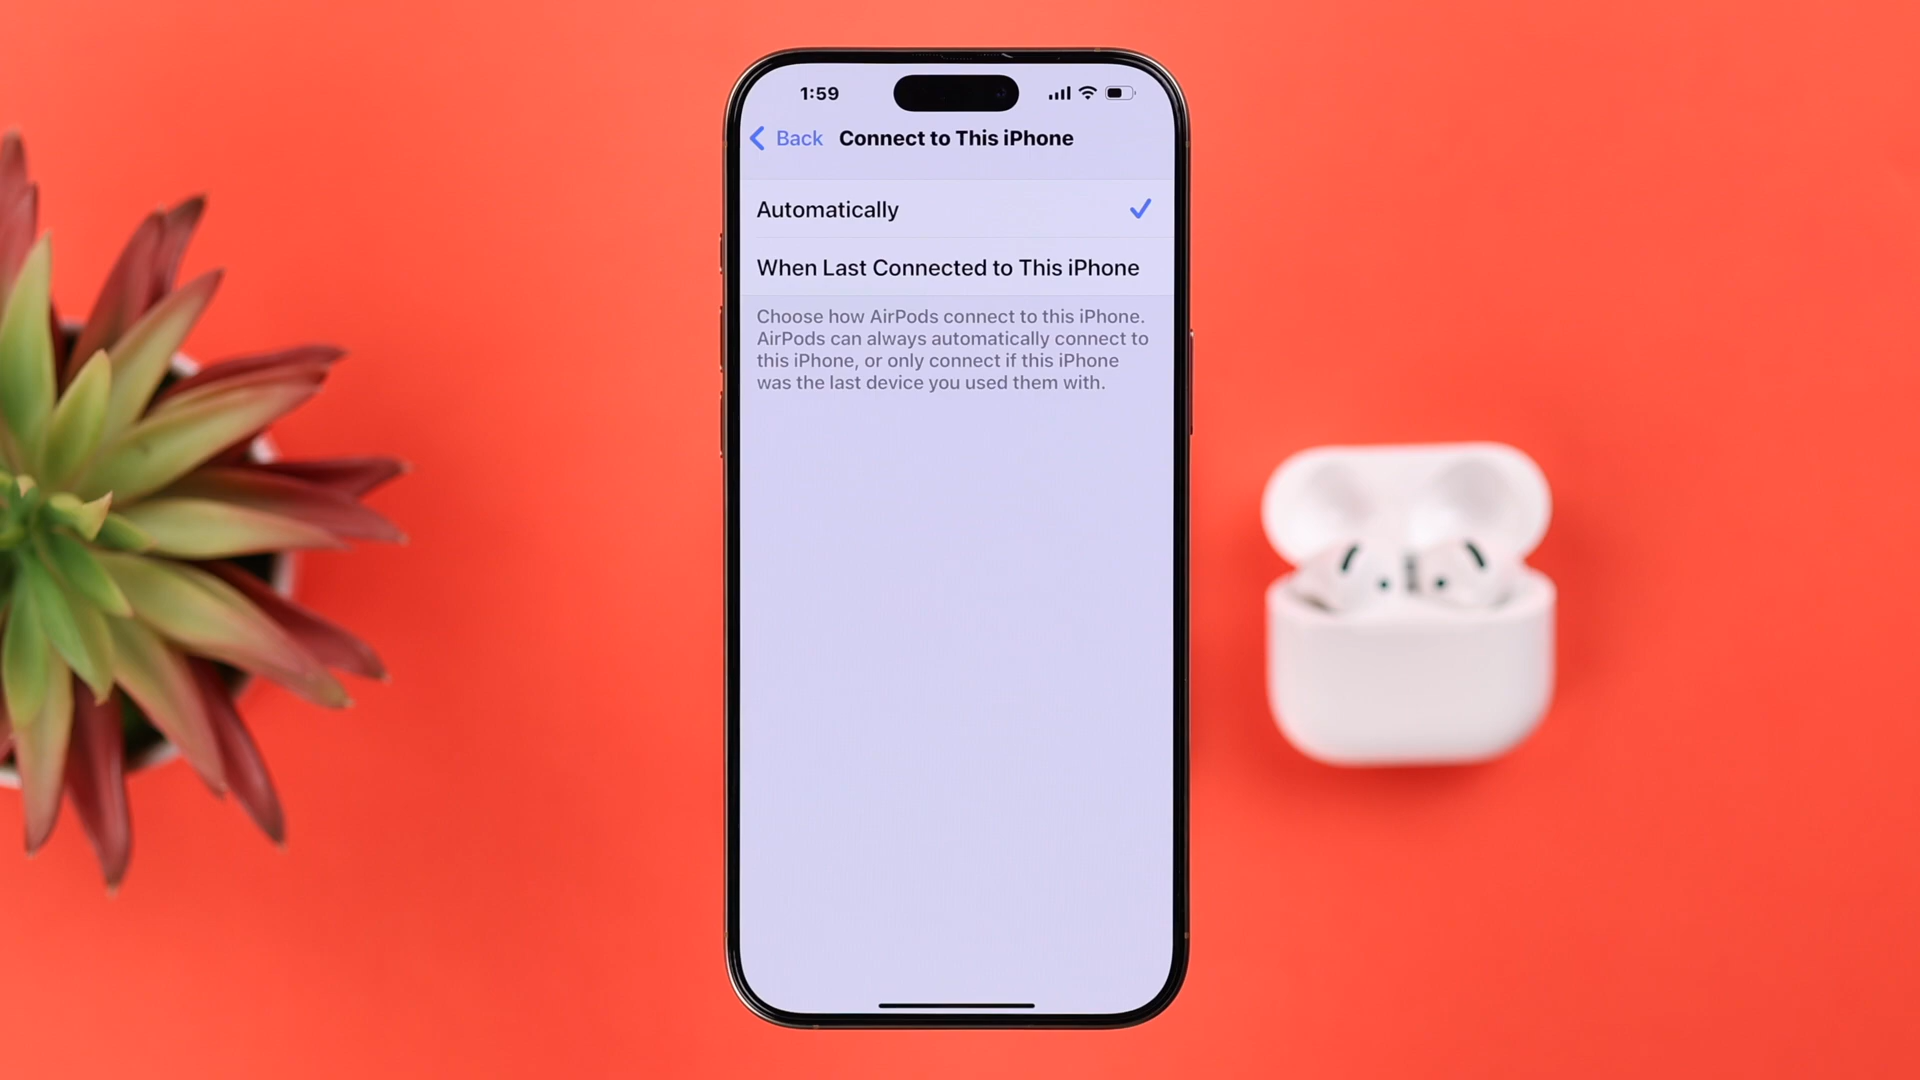 1:59
Back Connect to This iPhone
Automatically
When Last Connected to This iPhone
Choose how AirPods connect to this iPhone.
AirPods can always automatically connect to
this iPhone, or only connect if this iPhone
was the last device you used them with.